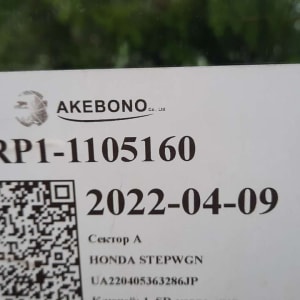 AKEBONO CO., LTD
RP1-1105160
2022-04-09
Сектор А
HONDA STEPWGN
UA220405363286JP